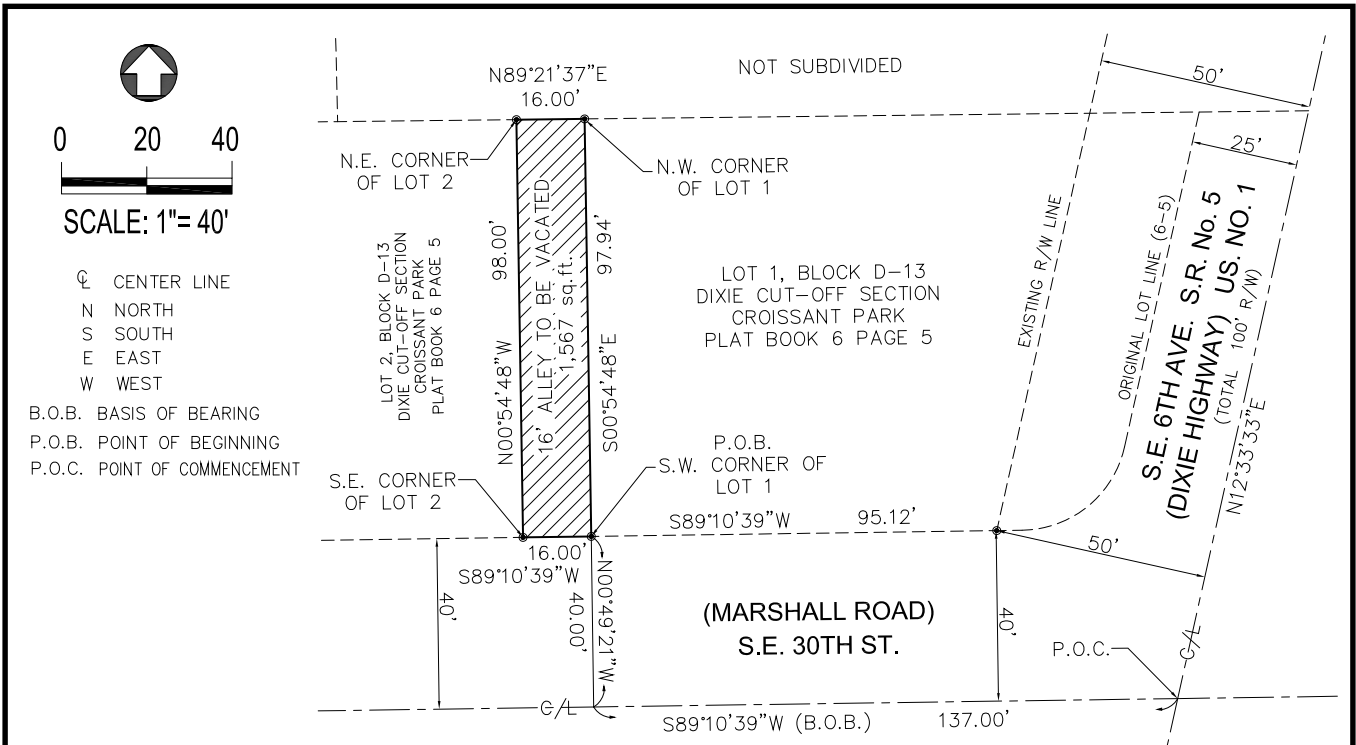 0 20 40
SCALE: 1"= 40'
℄ CENTER LINE
N NORTH
S SOUTH
E EAST
W WEST
B.O.B. BASIS OF BEARING
P.O.B. POINT OF BEGINNING
P.O.C. POINT OF COMMENCEMENT
N89°21'37"E
16.00'
NOT SUBDIVIDED
50'
25'
N.E. CORNER
OF LOT 2
N.W. CORNER
OF LOT 1
LOT 2, BLOCK D-13
DIXIE CUT-OFF SECTION
CROISSANT PARK
PLAT BOOK 6 PAGE 5
98.00'
N00°54'48"W
16' ALLEY TO BE VACATED
1,567 sq.ft.
97.94'
S00°54'48"E
LOT 1, BLOCK D-13
DIXIE CUT-OFF SECTION
CROISSANT PARK
PLAT BOOK 6 PAGE 5
EXISTING R/W LINE
ORIGINAL LOT LINE (6-5)
S.E. 6TH AVE. S.R. No. 5
(DIXIE HIGHWAY) US. NO. 1
(TOTAL 100' R/W)
N12°33'33"E
S.E. CORNER
OF LOT 2
P.O.B.
S.W. CORNER OF
LOT 1
S89°10'39"W 95.12'
50'
16.00'
S89°10'39"W
40'
40.00'
N00°49'21"W
(MARSHALL ROAD)
S.E. 30TH ST.
40'
P.O.C.
C/L
C/L
S89°10'39"W (B.O.B.) 137.00'